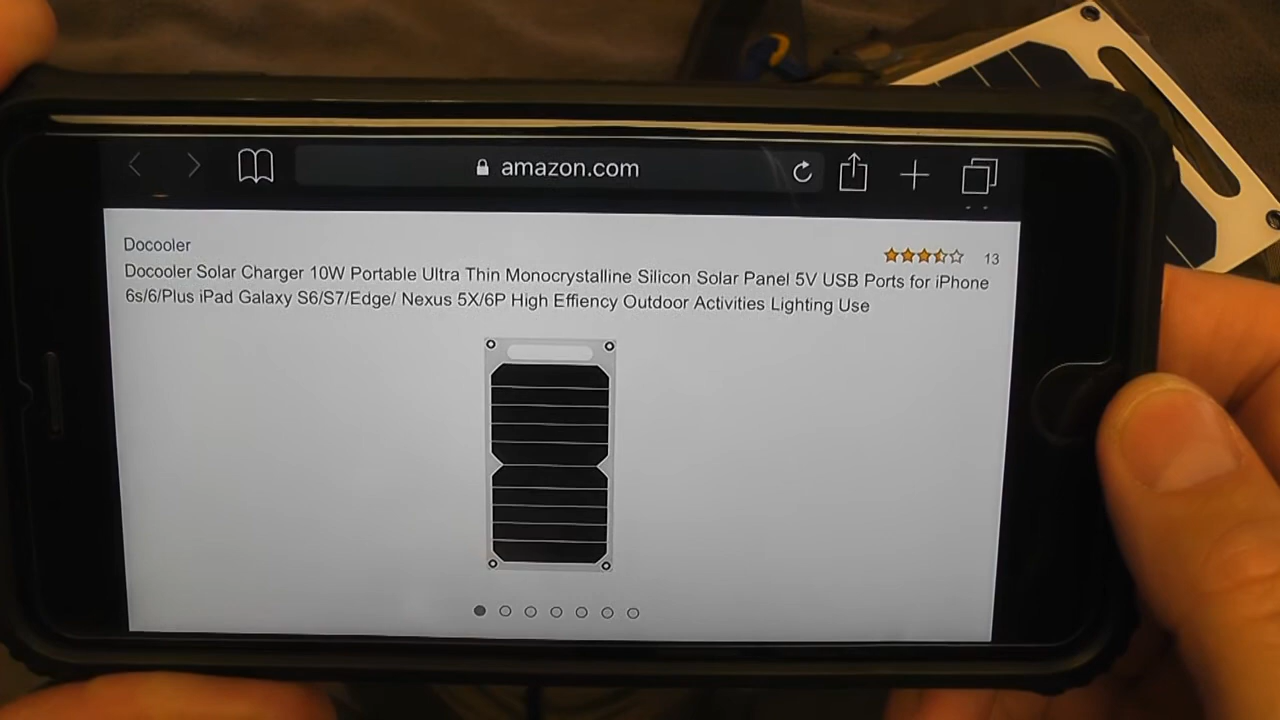 amazon.com
Docooler
13
Docooler Solar Charger 10W Portable Ultra Thin Monocrystalline Silicon Solar Panel 5V USB Ports for iPhone
6s/6/Plus iPad Galaxy S6/S7/Edge/ Nexus 5X/6P High Effiency Outdoor Activities Lighting Use